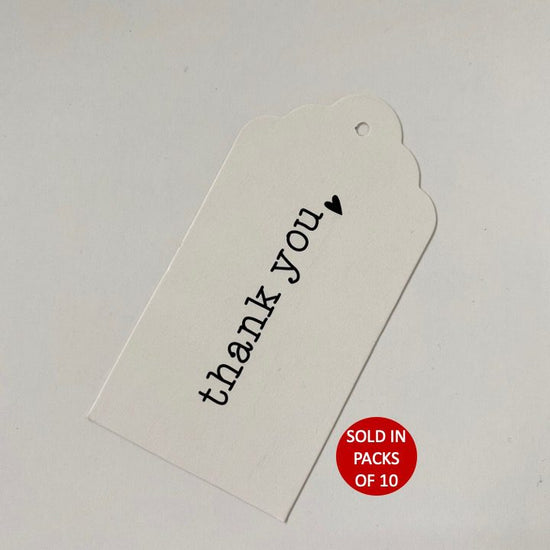 thank you
SOLD IN
PACKS
OF 10